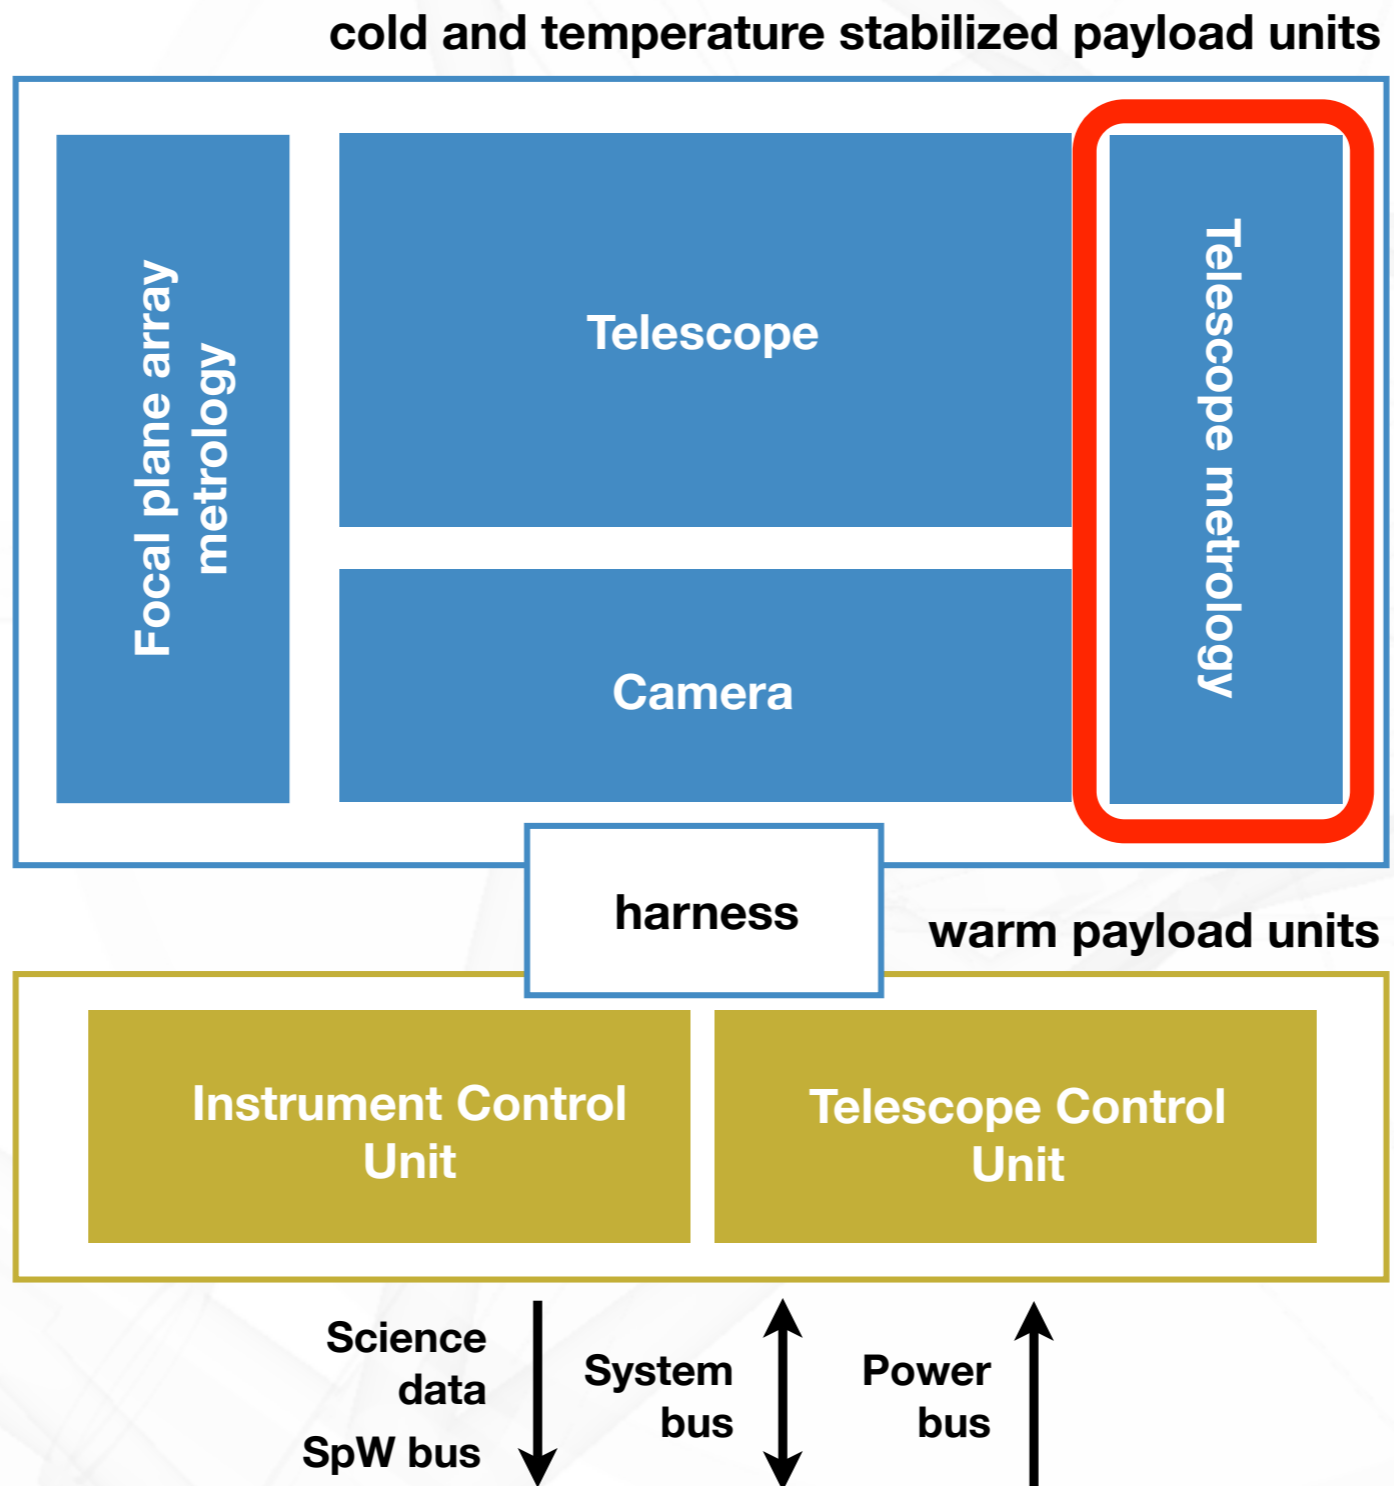 cold and temperature stabilized payload units
Focal plane array
metrology
Telescope
Camera
Telescope metrology
harness
warm payload units
Instrument Control
Unit
Telescope Control
Unit
Science
data
SpW bus
System
bus
Power
bus